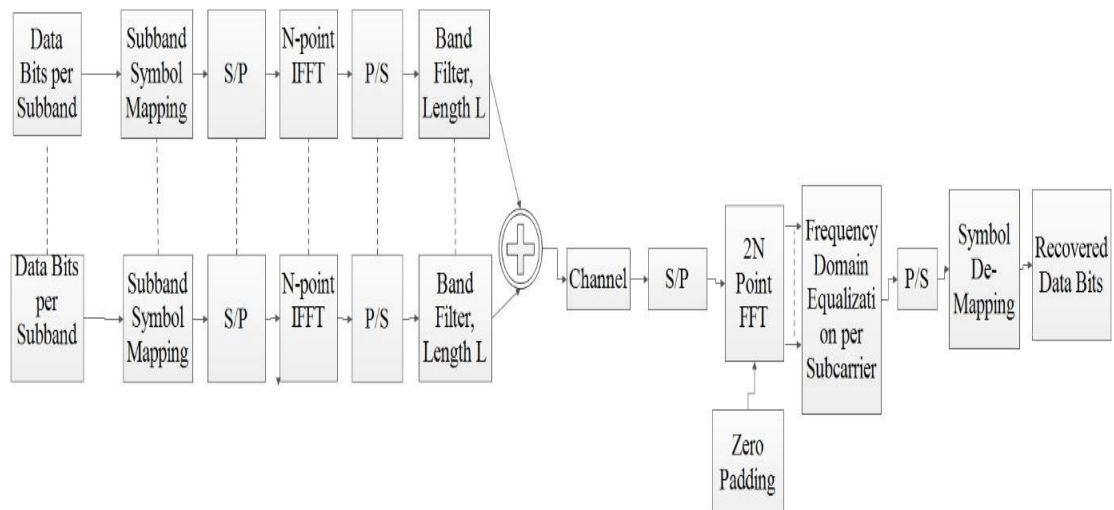 Data
Bits per
Subband
Subband
Symbol
Mapping
S/P
N-point
IFFT
P/S
Band
Filter,
Length L
Data Bits
per
Subband
Subband
Symbol
Mapping
S/P
N-point
IFFT
P/S
Band
Filter,
Length L
Channel
S/P
2N
Point
FFT
Zero
Padding
Frequency
Domain
Equalizati
on per
Subcarrier
P/S
Symbol
De-
Mapping
Recovered
Data Bits